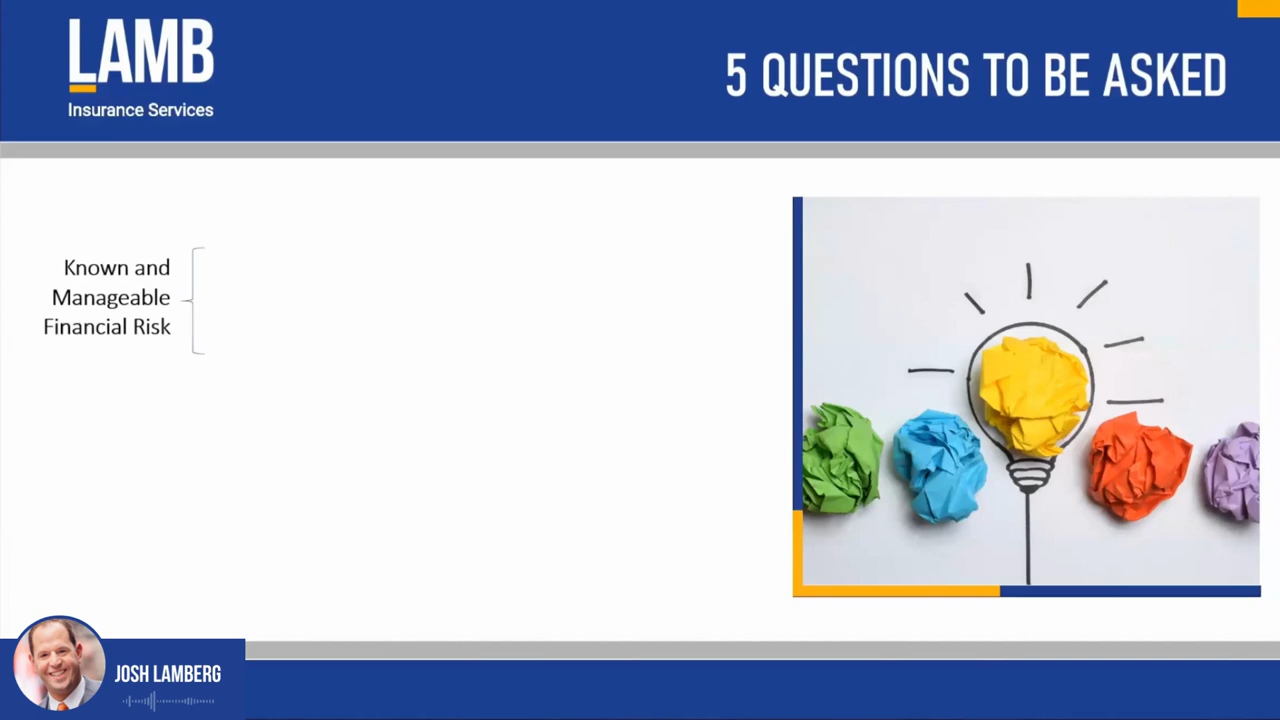 LAMB
Insurance Services
5 QUESTIONS TO BE ASKED
Known and
Manageable
Financial Risk
JOSH LAMBERG